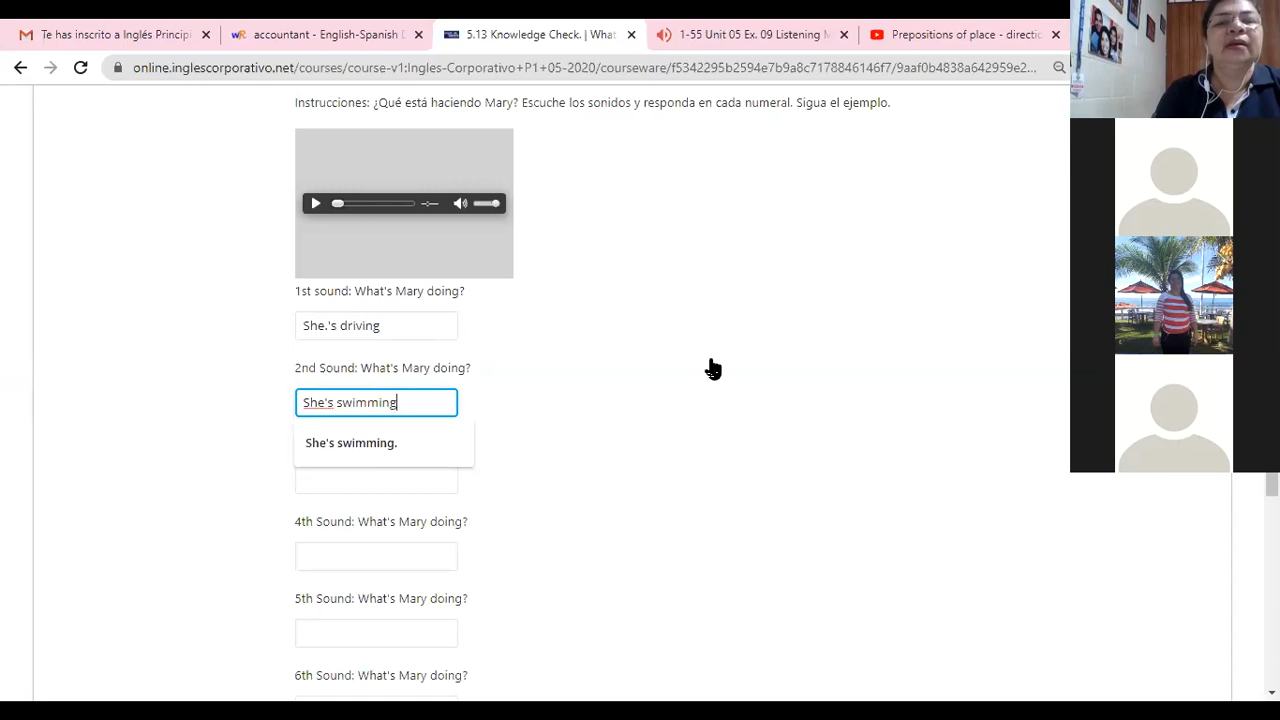 Te has inscrito a Inglés Principi
accountant - English-Spanish D
5.13 Knowledge Check. | What
1-55 Unit 05 Ex. 09 Listening M
Prepositions of place - directio
online.inglescorporativo.net/courses/course-v1:Ingles-Corporativo+P1+05-2020/courseware/f5342295b2594e7b9a8c7178846146f7/9aaf0b4838a642959e2...
Instrucciones: ¿Qué está haciendo Mary? Escuche los sonidos y responda en cada numeral. Siga el ejemplo.
1st sound: What's Mary doing?
She.'s driving
2nd Sound: What's Mary doing?
She's swimming
She's swimming.
4th Sound: What's Mary doing?
5th Sound: What's Mary doing?
6th Sound: What's Mary doing?